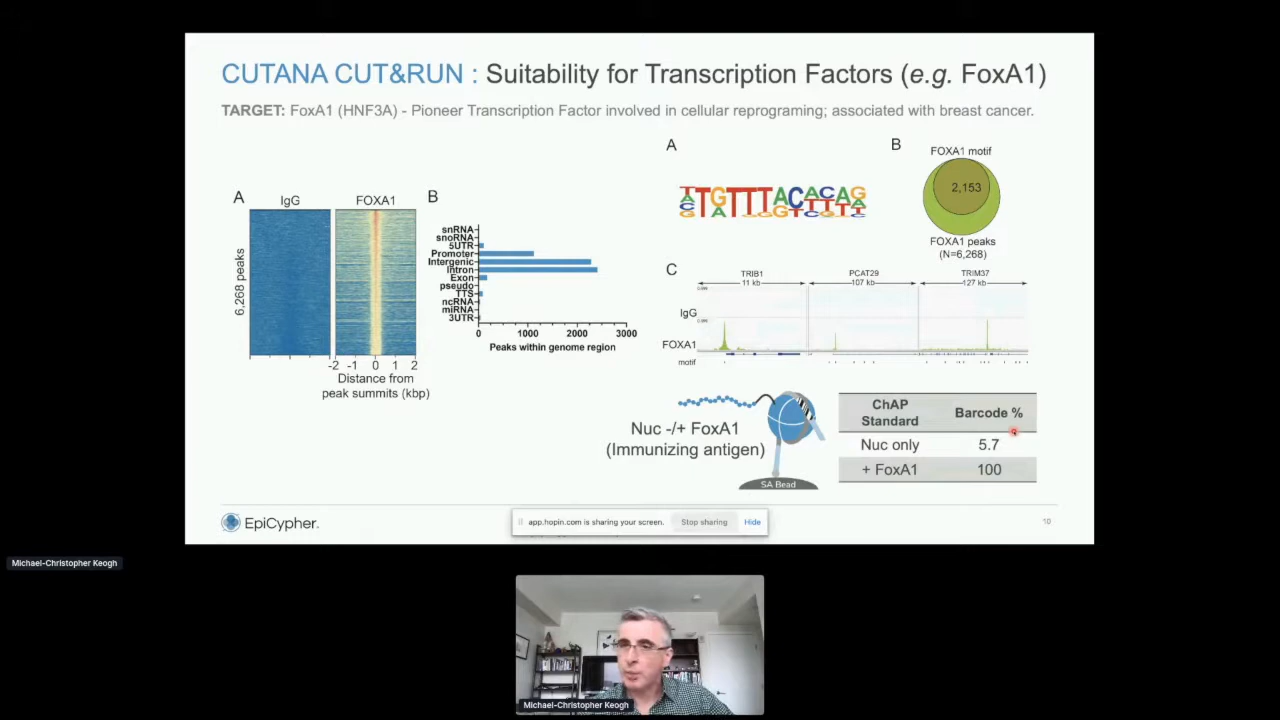 CUTANA CUT&RUN : Suitability for Transcription Factors (e.g. FoxA1)
TARGET: FoxA1 (HNF3A) - Pioneer Transcription Factor involved in cellular reprograming; associated with breast cancer.
A
IgG
FOXA1
6,268 peaks
-2 -1 0 1 2
Distance from
peak summits (kbp)
B
snRNA
snoRNA
5UTR
Promoter
Intergenic
Intron
Exon
pseudo
TTS
ncRNA
miRNA
3UTR
0 1000 2000 3000
Peaks within genome region
A
B
FOXA1 motif
2,153
FOXA1 peaks
(N=6,268)
C
TRIB1 PCAT29 TRIM37
11 kb 107 kb 127 kb
IgG
FOXA1
motif
Nuc -/+ FoxA1
(Immunizing antigen)
SA Bead
ChAP
Standard
Barcode %
Nuc only 5.7
+ FoxA1 100
EpiCypher.
app.hopin.com is sharing your screen. Stop sharing Hide
10
Michael-Christopher Keogh
Michael-Christopher Keogh